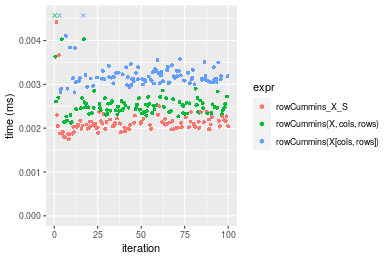 0.004
0.003
0.002
0.001
0.000
time (ms)
0
25
50
75
100
iteration
expr
rowCummins_X_S
rowCummins(X, cols, rows)
rowCummins(X[cols, rows])